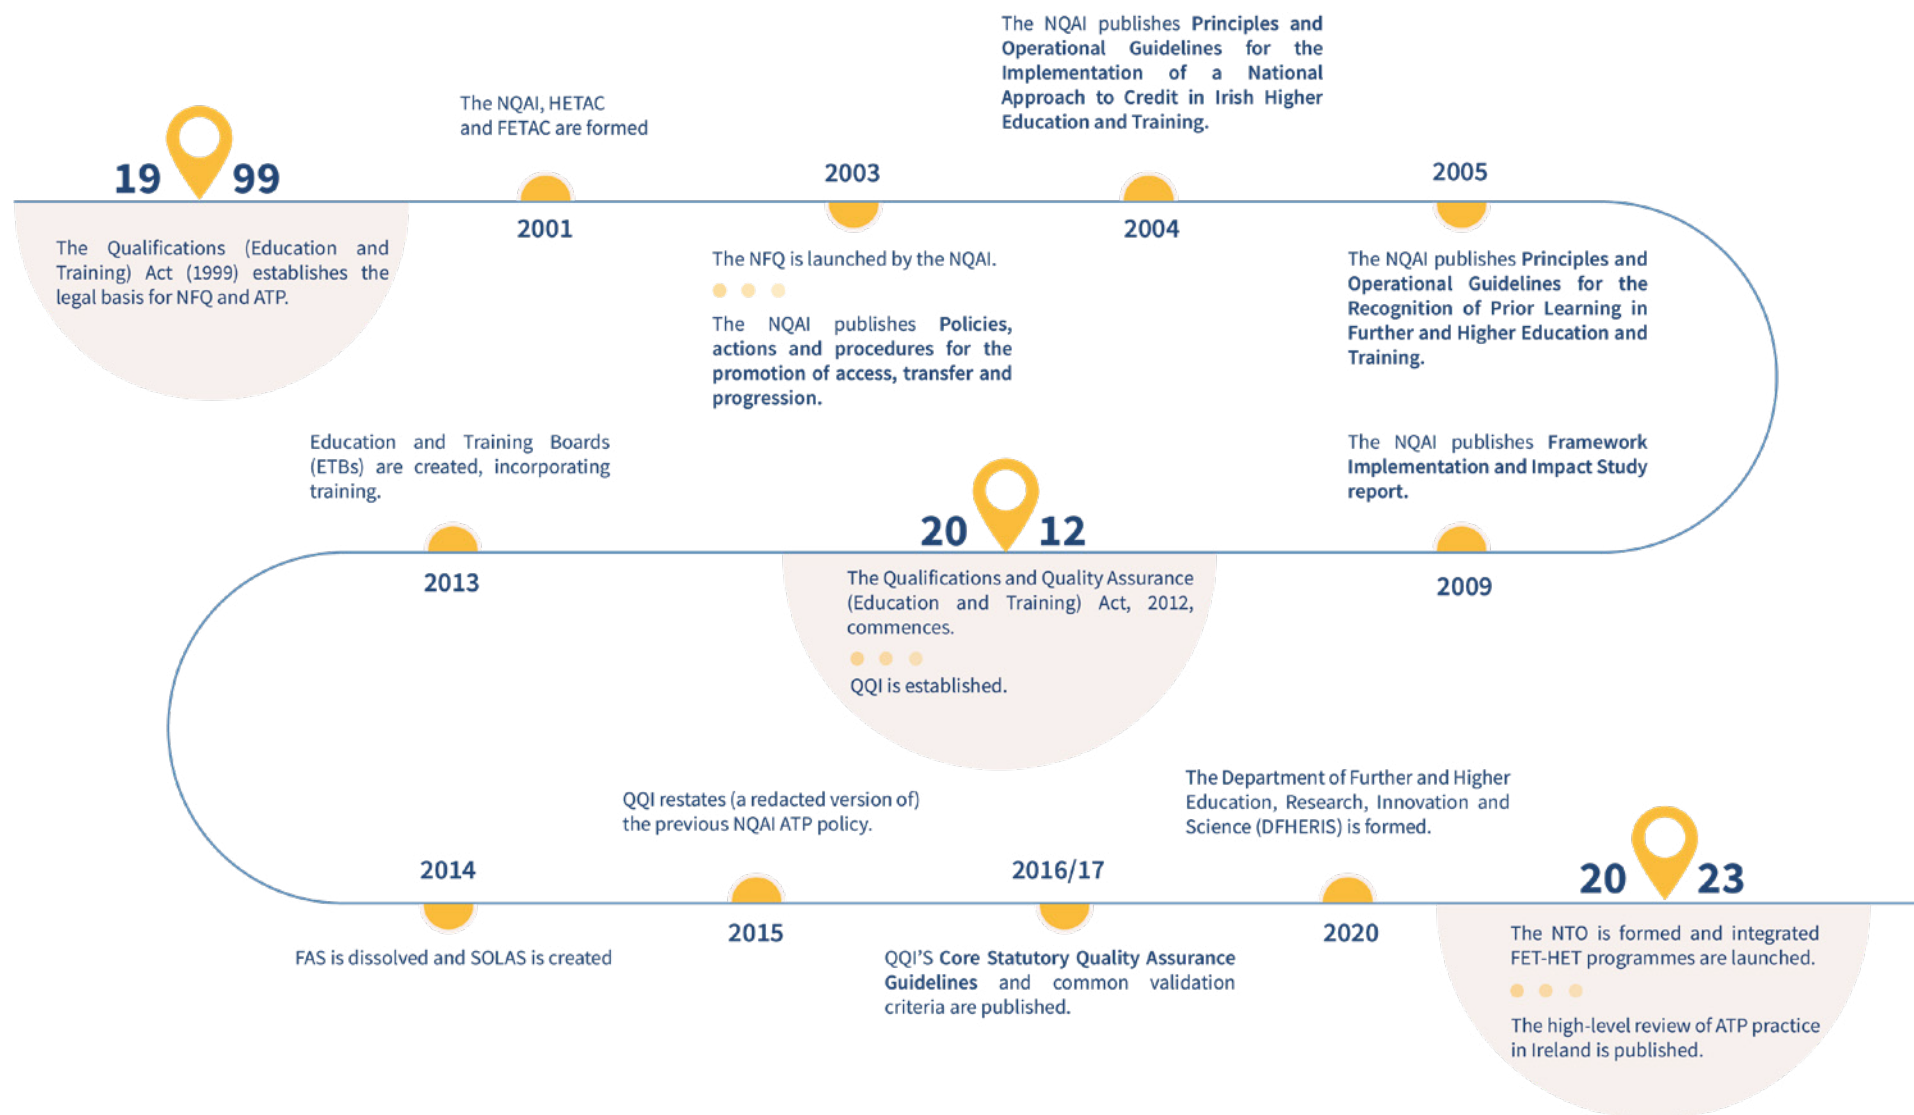 19 99
The Qualifications (Education and
Training) Act (1999) establishes the
legal basis for NFQ and ATP.
The NQAI, HETAC
and FETAC are formed
2001
2003
The NFQ is launched by the NQAI.
The NQAI publishes Policies,
actions and procedures for the
promotion of access, transfer and
progression.
The NQAI publishes Principles and
Operational Guidelines for the
Implementation of a National
Approach to Credit in Irish Higher
Education and Training.
2004
2005
The NQAI publishes Principles and
Operational Guidelines for the
Recognition of Prior Learning in
Further and Higher Education and
Training.
The NQAI publishes Framework
Implementation and Impact Study
report.
2009
20 12
The Qualifications and Quality Assurance
(Education and Training) Act, 2012,
commences.
QQI is established.
Education and Training Boards
(ETBs) are created, incorporating
training.
2013
2014
FAS is dissolved and SOLAS is created
QQI restates (a redacted version of)
the previous NQAI ATP policy.
2015
2016/17
QQI'S Core Statutory Quality Assurance
Guidelines and common validation
criteria are published.
The Department of Further and Higher
Education, Research, Innovation and
Science (DFHERIS) is formed.
2020
20 23
The NTO is formed and integrated
FET-HET programmes are launched.
The high-level review of ATP practice
in Ireland is published.